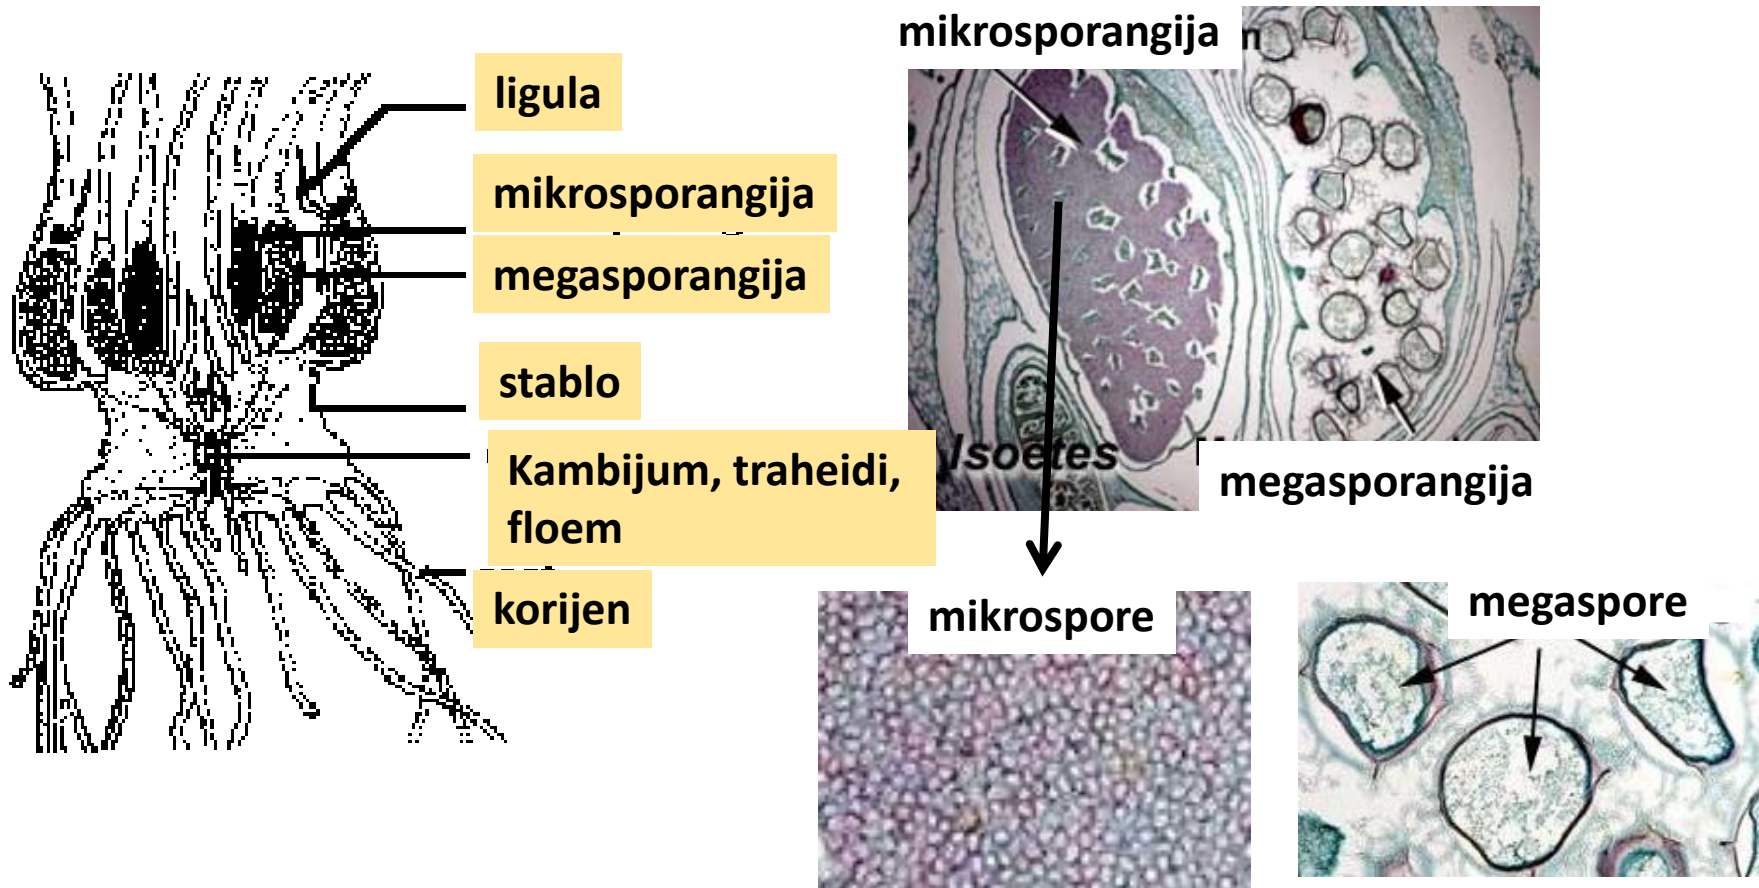 ligula
mikrosporangija
megasporangija
stablo
Kambijum, traheidi,
floem
korijen
mikrosporangija
Isoetes
megasporangija
mikrospore
megaspore